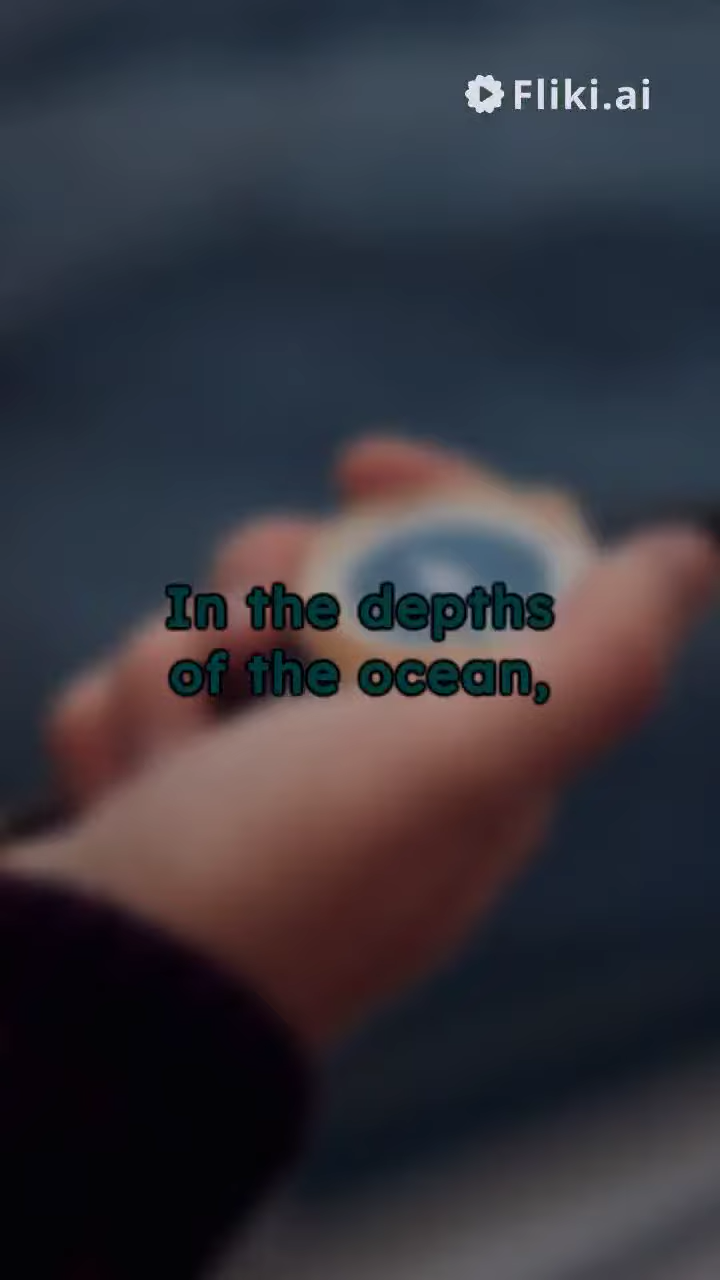 Fliki.ai
In the depths
of the ocean,